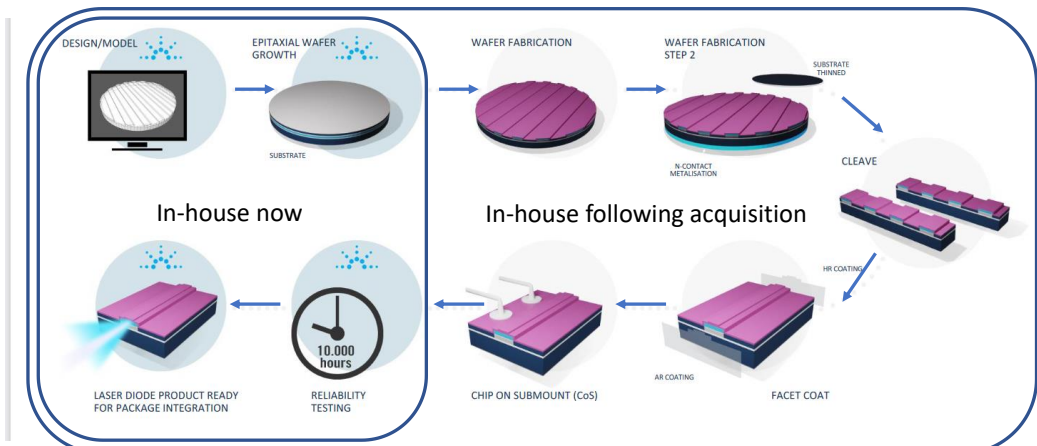 DESIGN/MODEL
EPITAXIAL WAFER
GROWTH
WAFER FABRICATION
WAFER FABRICATION
STEP 2
SUBSTRATE
THINNED
SUBSTRATE
N-CONTACT
METALISATION
CLEAVE
In-house now
In-house following acquisition
HR COATING
10.000
hours
AR COATING
LASER DIODE PRODUCT READY
FOR PACKAGE INTEGRATION
RELIABILITY
TESTING
CHIP ON SUBMOUNT (CoS)
FACET COAT